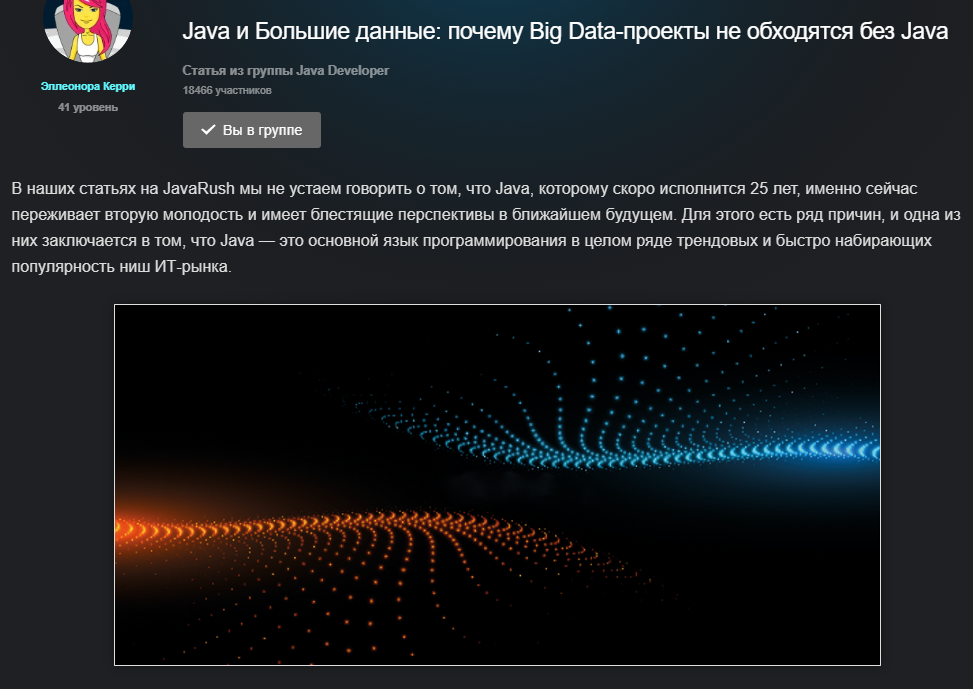 Java и Большие данные: почему Big Data-проекты не обходятся без Java
Статья из группы Java Developer
18466 участников
Эллеонора Керри
41 уровень
Вы в группе
В наших статьях на JavaRush мы не устаем говорить о том, что Java, которому скоро исполнится 25 лет, именно сейчас
переживает вторую молодость и имеет блестящие перспективы в ближайшем будущем. Для этого есть ряд причин, и одна из
них заключается в том, что Java — это основной язык программирования в целом ряде трендовых и быстро набирающих
популярность ниш ИТ-рынка.